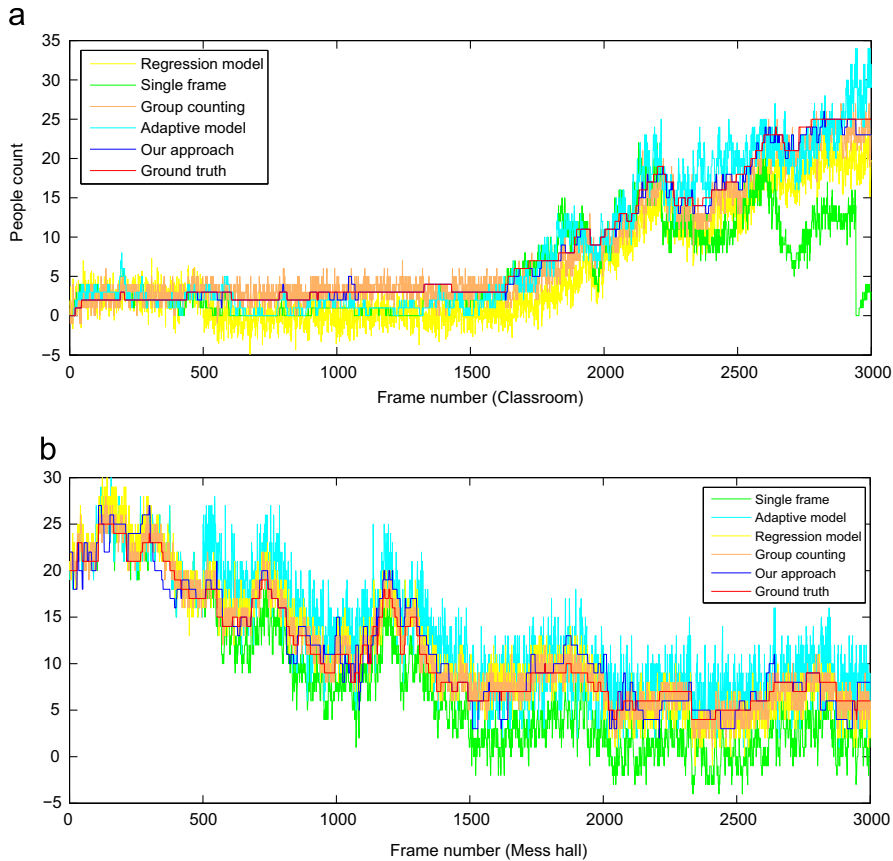 a
35
30
25
20
15
10
5
0
−5
People count
Regression model
Single frame
Group counting
Adaptive model
Our approach
Ground truth
0 500 1000 1500 2000 2500 3000
Frame number (Classroom)
b
30
25
20
15
10
5
0
−5
Single frame
Adaptive model
Regression model
Group counting
Our approach
Ground truth
0 500 1000 1500 2000 2500 3000
Frame number (Mess hall)